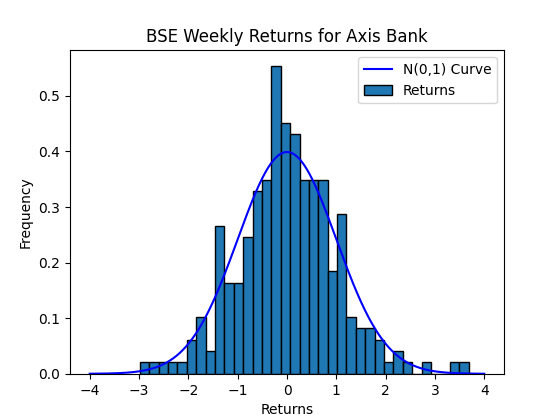 BSE Weekly Returns for Axis Bank
N(0,1) Curve
Returns
Frequency
0.5
0.4
0.3
0.2
0.1
0.0
−4 −3 −2 −1 0 1 2 3 4
Returns